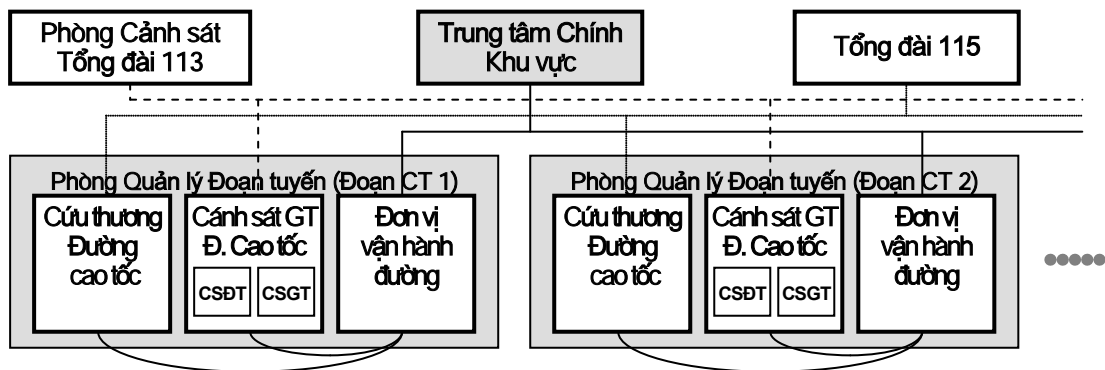 Phòng Cảnh sát
Tổng đài 113
Trung tâm Chính
Khu vực
Tổng đài 115
Phòng Quản lý Đoạn tuyến (Đoạn CT 1)
Cứu thương
Đường
cao tốc
Cánh sát GT
Đ. Cao tốc
CSĐT
CSGT
Đơn vị
vận hành
đường
Phòng Quản lý Đoạn tuyến (Đoạn CT 2)
Cứu thương
Đường
cao tốc
Cánh sát GT
Đ. Cao tốc
CSĐT
CSGT
Đơn vị
vận hành
đường